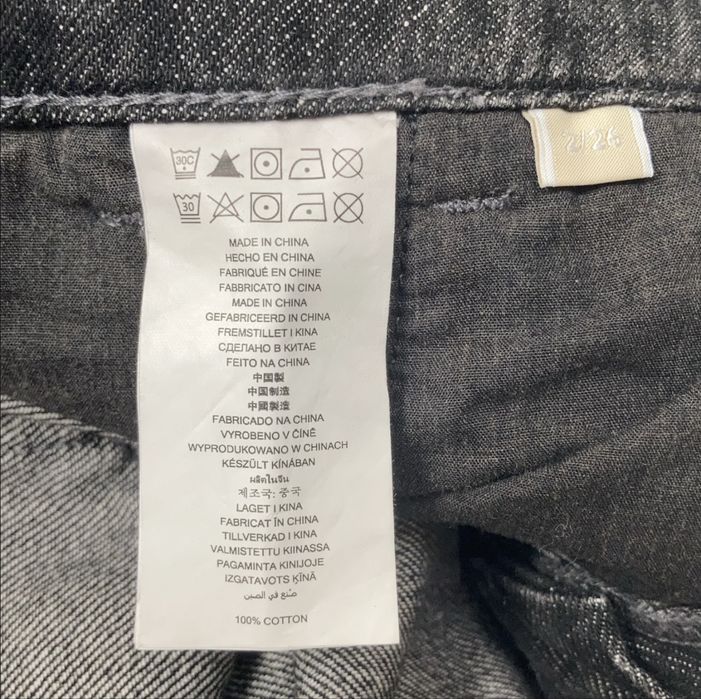 30C
30
2/26
MADE IN CHINA
HECHO EN CHINA
FABRIQUÉ EN CHINE
FABBRICATO IN CINA
MADE IN CHINA
GEFABRICEERD IN CHINA
FREMSTILLET I KINA
СДЕЛАНО В КИТАЕ
FEITO NA CHINA
中国製
中国制造
中國製造
FABRICADO NA CHINA
VYROBENO V ČÍNĚ
WYPRODUKOWANO W CHINACH
KÉSZÜLT KÍNÁBAN
ผลิตในจีน
제조국: 중국
LAGET I KINA
FABRICAT ÎN CHINA
TILLVERKAD I KINA
VALMISTETTU KIINASSA
PAGAMINTA KINIJOJE
IZGATAVOTS ĶĪNĀ
صُنع في الصين
100% COTTON